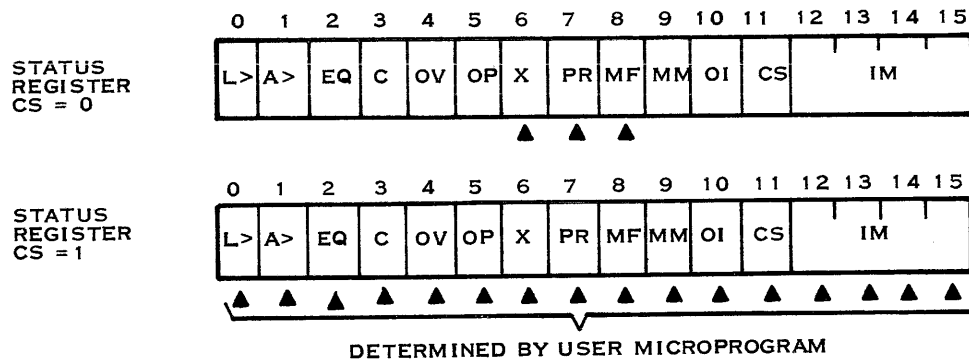 0 1 2 3 4 5 6 7 8 9 10 11 12 13 14 15
STATUS
REGISTER
CS = 0
L> A> EQ C OV OP X PR MF MM OI CS IM
0 1 2 3 4 5 6 7 8 9 10 11 12 13 14 15
STATUS
REGISTER
CS = 1
L> A> EQ C OV OP X PR MF MM OI CS IM
DETERMINED BY USER MICROPROGRAM